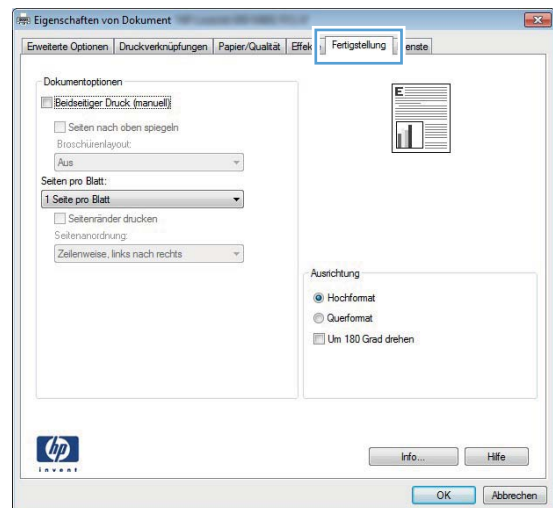 Eigenschaften von Dokument
Erweiterte Optionen Druckverknüpfungen Papier/Qualität Effek Fertigstellung enste
Dokumentoptionen
Beidseitiger Druck (manuell)
Seiten nach oben spiegeln
Broschürenlayout:
Aus
Seiten pro Blatt:
1 Seite pro Blatt
Seitenränder drucken
Seitenanordnung:
Zeilenweise, links nach rechts
E
Ausrichtung
Hochformat
Querformat
Um 180 Grad drehen
hp
invent
Info... Hilfe
OK Abbrechen